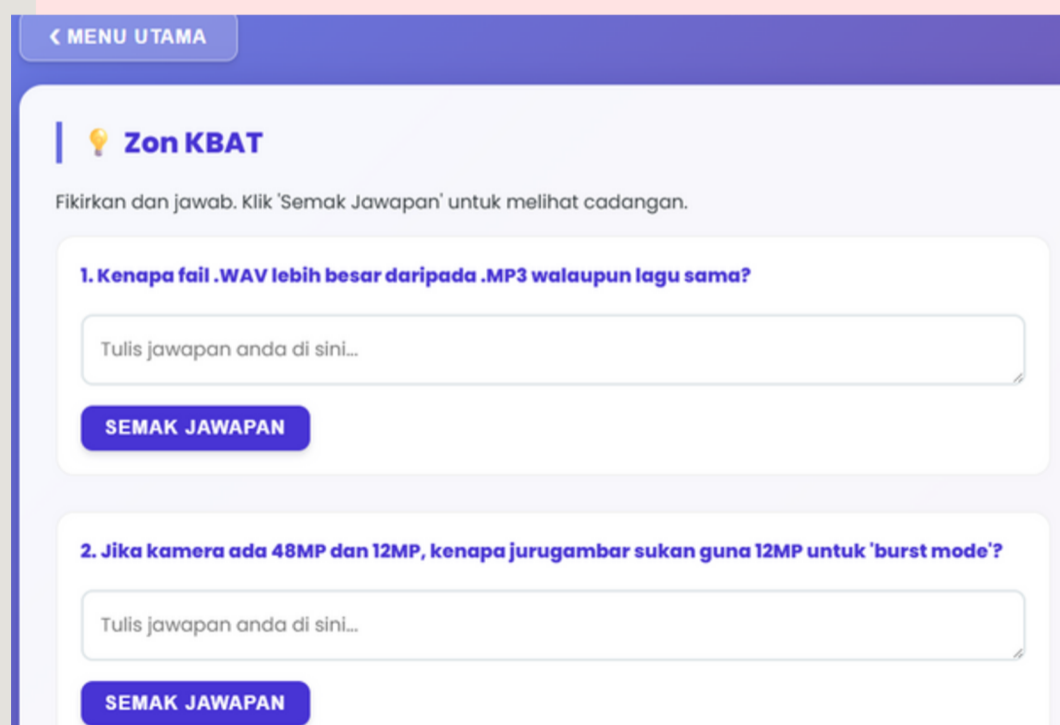 ❮ MENU UTAMA
💡 Zon KBAT
Fikirkan dan jawab. Klik 'Semak Jawapan' untuk melihat cadangan.
1. Kenapa fail .WAV lebih besar daripada .MP3 walaupun lagu sama?
Tulis jawapan anda di sini...
SEMAK JAWAPAN
2. Jika kamera ada 48MP dan 12MP, kenapa jurugambar sukan guna 12MP untuk 'burst mode'?
Tulis jawapan anda di sini...
SEMAK JAWAPAN